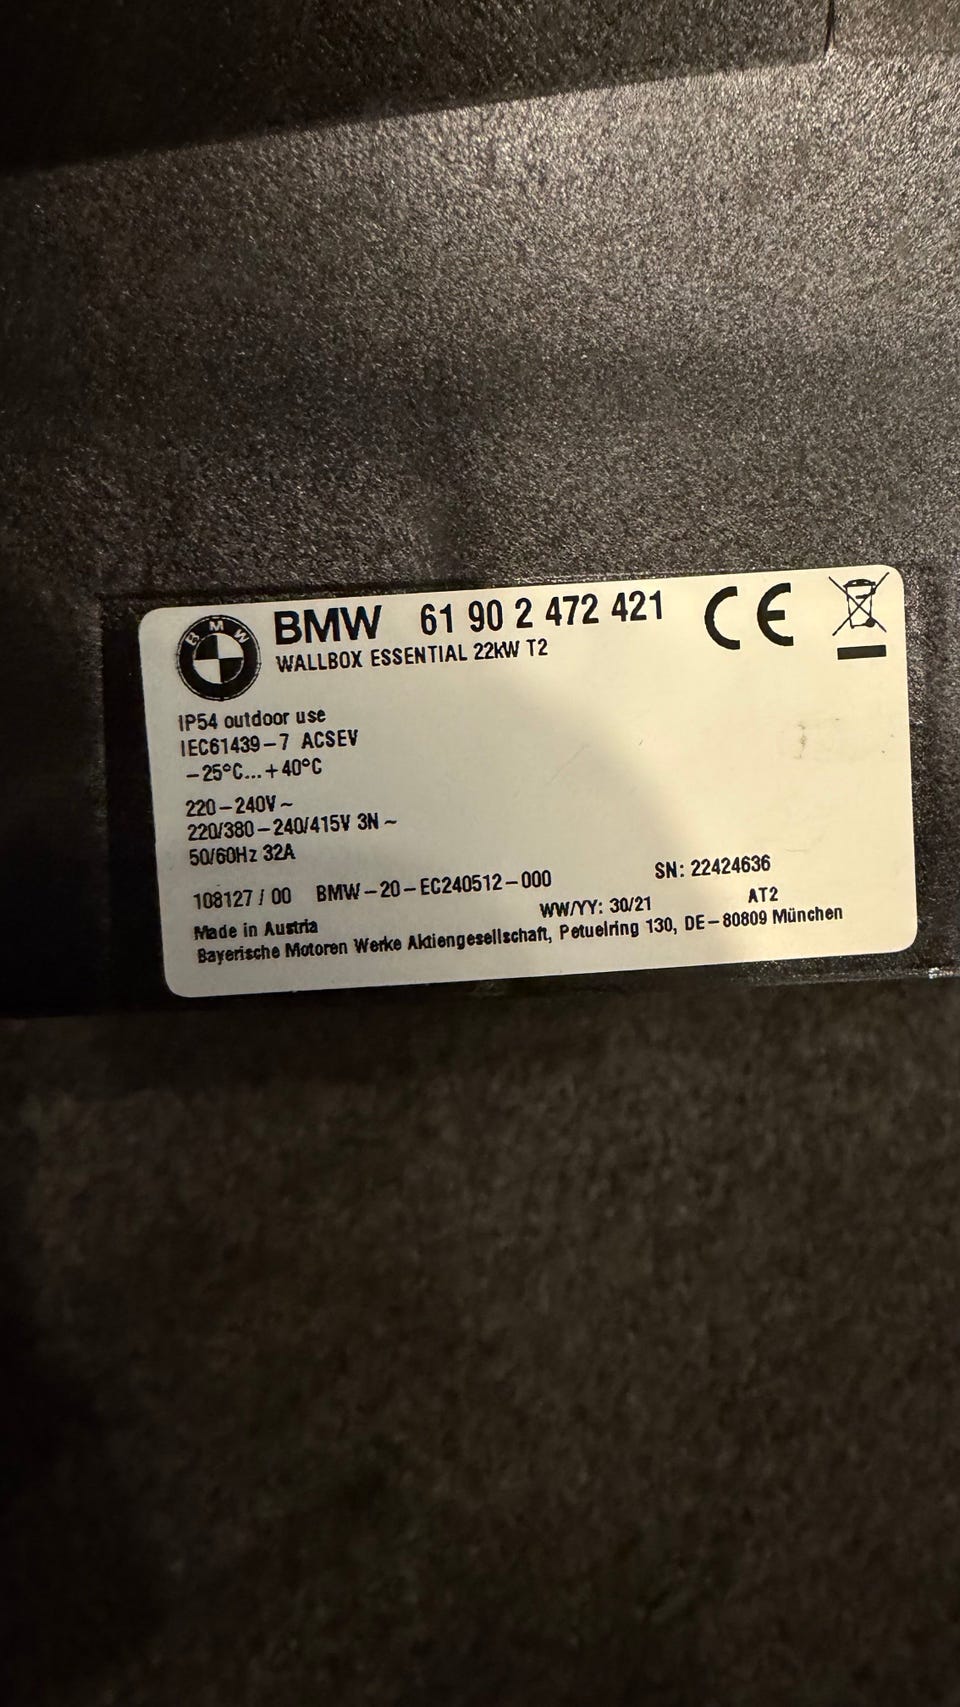 BMW
BMW 61 90 2 472 421 CE
WALLBOX ESSENTIAL 22kW T2
IP54 outdoor use
IEC61439-7 ACSEV
-25°C...+40°C
220-240V~
220/380-240/415V 3N~
50/60Hz 32A
108127 / 00 BMW-20-EC240512-000 SN: 22424636
Made in Austria WW/YY: 30/21 AT2
Bayerische Motoren Werke Aktiengesellschaft, Petuelring 130, DE-80809 München